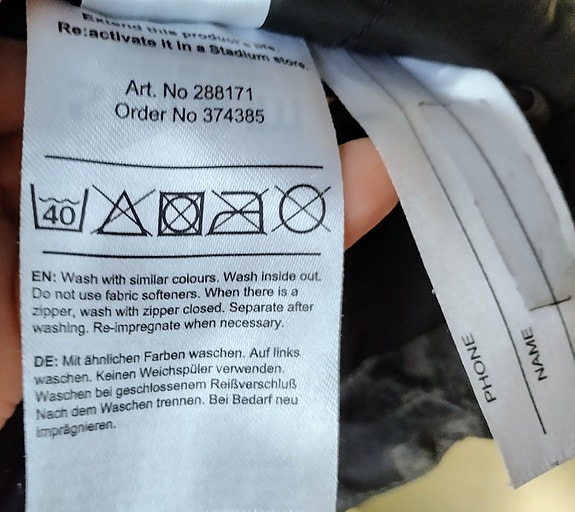 Extend this product's life.
Re:activate it in a Stadium store.
Art. No 288171
Order No 374385
40
EN: Wash with similar colours. Wash inside out.
Do not use fabric softeners. When there is a
zipper, wash with zipper closed. Separate after
washing. Re-impregnate when necessary.
DE: Mit ähnlichen Farben waschen. Auf links
waschen. Keinen Weichspüler verwenden.
Waschen bei geschlossenem Reißverschluß
Nach dem Waschen trennen. Bei Bedarf neu
imprägnieren.
PHONE
NAME